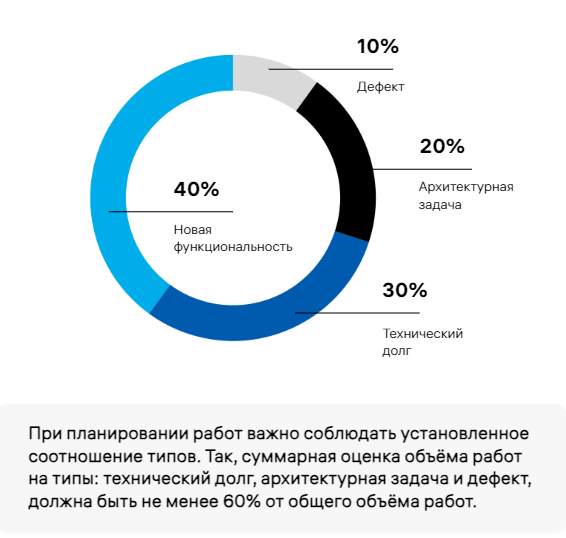 10%
Дефект
20%
Архитектурная
задача
40%
Новая
функциональность
30%
Технический
долг
При планировании работ важно соблюдать установленное
соотношение типов. Так, суммарная оценка объёма работ
на типы: технический долг, архитектурная задача и дефект,
должна быть не менее 60% от общего объёма работ.